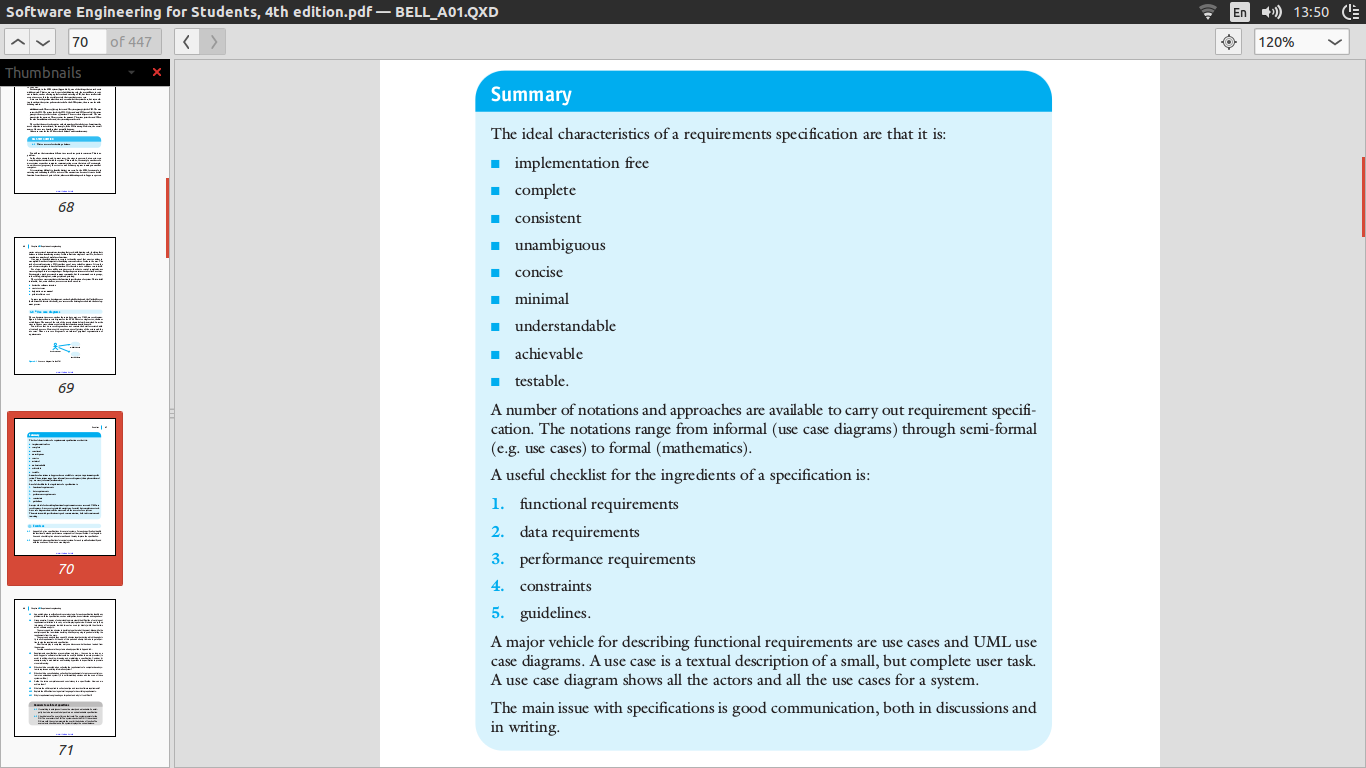 Software Engineering for Students, 4th edition.pdf — BELL_A01.QXD
En
13:50
70 of 447
120%
Thumbnails
68
69
70
71
Summary
The ideal characteristics of a requirements specification are that it is:
implementation free
complete
consistent
unambiguous
concise
minimal
understandable
achievable
testable.
A number of notations and approaches are available to carry out requirement specifi-
cation. The notations range from informal (use case diagrams) through semi-formal
(e.g. use cases) to formal (mathematics).
A useful checklist for the ingredients of a specification is:
1. functional requirements
2. data requirements
3. performance requirements
4. constraints
5. guidelines.
A major vehicle for describing functional requirements are use cases and UML use
case diagrams. A use case is a textual description of a small, but complete user task.
A use case diagram shows all the actors and all the use cases for a system.
The main issue with specifications is good communication, both in discussions and
in writing.